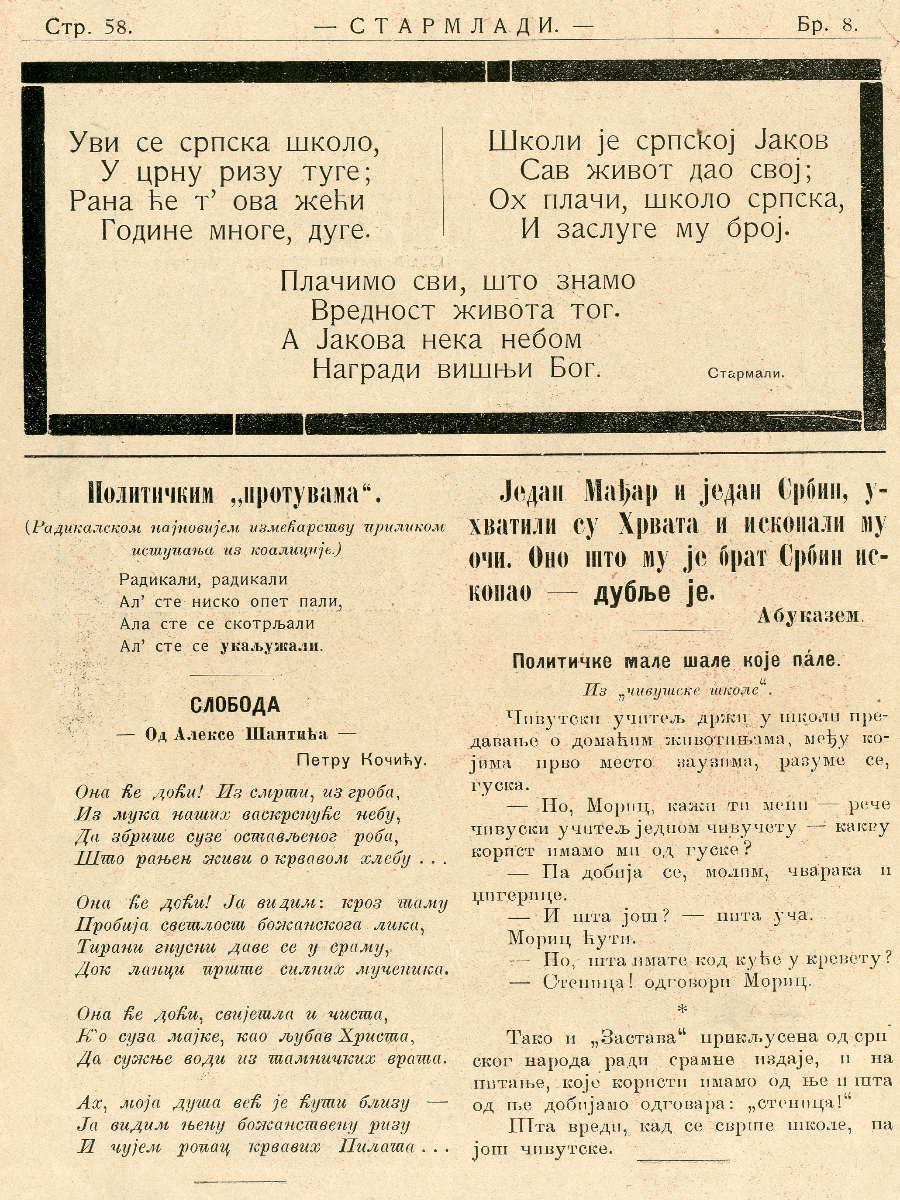 Стр. 58.
— СТАРМЛАДИ. —
Бр. 8.
Уви се српска школо,
У црну ризу туге;
Рана ће т’ ова жећи
Године многе, дуге.
Школи је српској Јаков
Сав живот дао свој;
Ох плачи, школо српска,
И заслуге му број.
Плачимо сви, што знамо
Вредност живота тог.
А Јакова нека небом
Награди вишњи Бог.
Стармали.
Политичким „протувама“.
(Радикалском најновијем измећарству приликом
иступања из коалиције.)
Радикали, радикали
Ал’ сте ниско опет пали,
Ала сте се скотрљали
Ал’ сте се укаљужали.
СЛОБОДА
— Од Алексе Шантића —
Петру Кочићу.
Она ће доћи! Из смрти, из гроба,
Из мука наших васкрснуће небу,
Да збрише сузе остављеног роба,
Што рањен живи о крвавом хлебу . . .
Она ће доћи! Ја видим: кроз таму
Пробија светлост божанскога лика,
Тирани гнусни даве се у сраму,
Док ланци прште силних мученика.
Она ће доћи, свијетла и чиста,
К’о суза мајке, као љубав Христа,
Да сужње води из тамничких врата.
Ах, моја душа већ је ћути близу —
Ја видим њену божанствену ризу
И чујем ропац крвавих Пилата . . .
Један Мађар и један Србин, у-
хватили су Хрвата и ископали му
очи. Оно што му је брат Србин ис-
копао — дубље је.
Абуказем.
Политичке мале шале које пáле.
Из „чивутске школе“.
Чивутски учитељ држи у школи пре-
давање о домаћим животињама, међу ко-
јима прво место заузима, разуме се,
гуска.
— Но, Мориц, кажи ти мени — рече
чивуски учитељ једном чивучету — какву
корист имамо ми од гуске?
— Па добија се, молим, чварака и
џигерице.
— И шта још? — пита уча.
Мориц ћути.
— Но, шта имате код куће у кревету?
— Стеница! одговори Мориц.
*
Тако и „Застава“ прикљусена од срп
ског народа ради срамне издаје, и на
питање, које користи имамо од ње и шта
од ње добијамо одговара: „стеница!“
Шта вреди, кад се сврше школе, па
још чивутске.